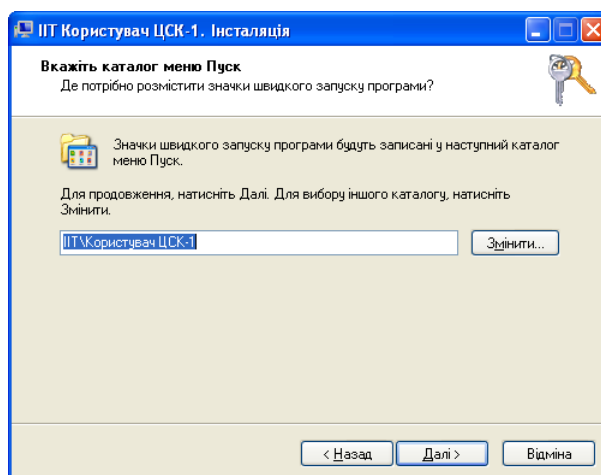 ІІТ Користувач ЦСК-1. Інсталяція
Вкажіть каталог меню Пуск
Де потрібно розмістити значки швидкого запуску програми?
Значки швидкого запуску програми будуть записані у наступний каталог
меню Пуск.
Для продовження, натисніть Далі. Для вибору іншого каталогу, натисніть
Змінити.
ІІТ\Користувач ЦСК-1
Змінити...
< Назад
Далі >
Відміна